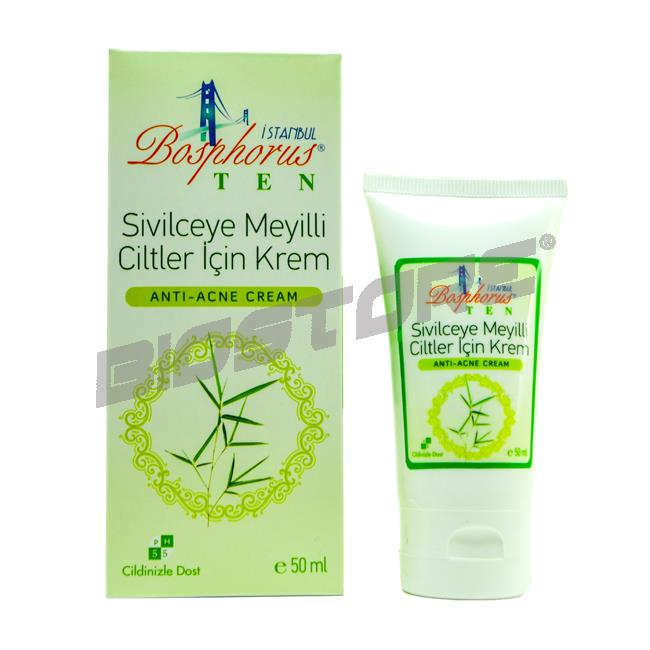 İSTANBUL
Bosphorus®
TEN
Sivilceye Meyilli
Ciltler İçin Krem
ANTI-ACNE CREAM
PH
5 5
Cildinizle Dost
e 50 ml
İSTANBUL
Bosphorus
TEN
Sivilceye Meyilli
Ciltler İçin Krem
ANTI-ACNE CREAM
Cildinizle Dost
e 50 ml
BIOSTORE®